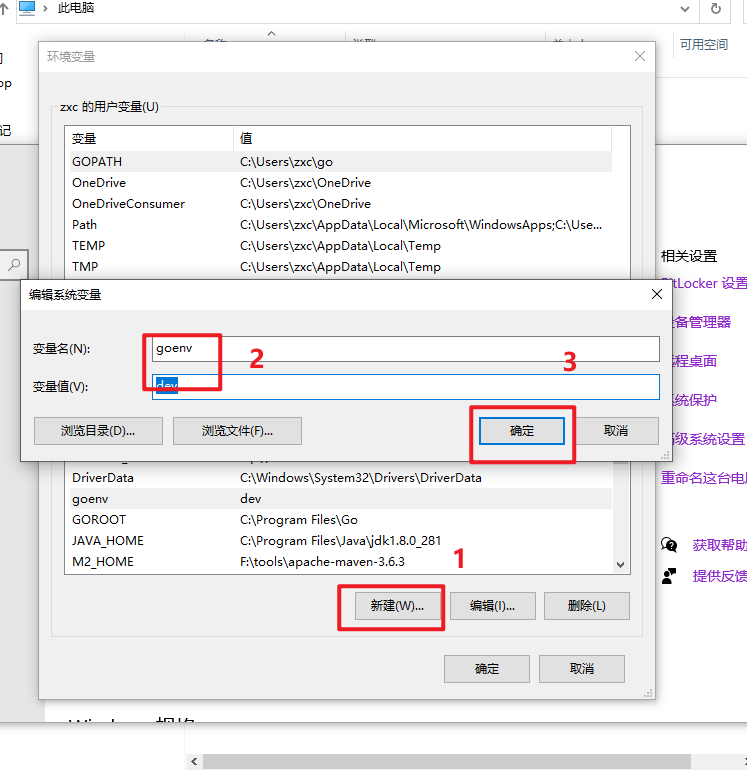 此电脑
可用空间
环境变量
zxc 的用户变量(U)
变量 值
GOPATH C:\Users\zxc\go
OneDrive C:\Users\zxc\OneDrive
OneDriveConsumer C:\Users\zxc\OneDrive
Path C:\Users\zxc\AppData\Local\Microsoft\WindowsApps;C:\Use...
TEMP C:\Users\zxc\AppData\Local\Temp
TMP C:\Users\zxc\AppData\Local\Temp
相关设置
编辑系统变量
变量名(N): goenv 2
变量值(V): dev 3
浏览目录(D)... 浏览文件(F)... 确定 取消
DriverData C:\Windows\System32\Drivers\DriverData
goenv dev
GOROOT C:\Program Files\Go
JAVA_HOME C:\Program Files\Java\jdk1.8.0_281
M2_HOME F:\tools\apache-maven-3.6.3
1
新建(W)... 编辑(I)... 删除(L)
确定 取消
tLocker 设置
备管理器
程桌面
统保护
级系统设置
重命名这台电
获取帮助
提供反馈